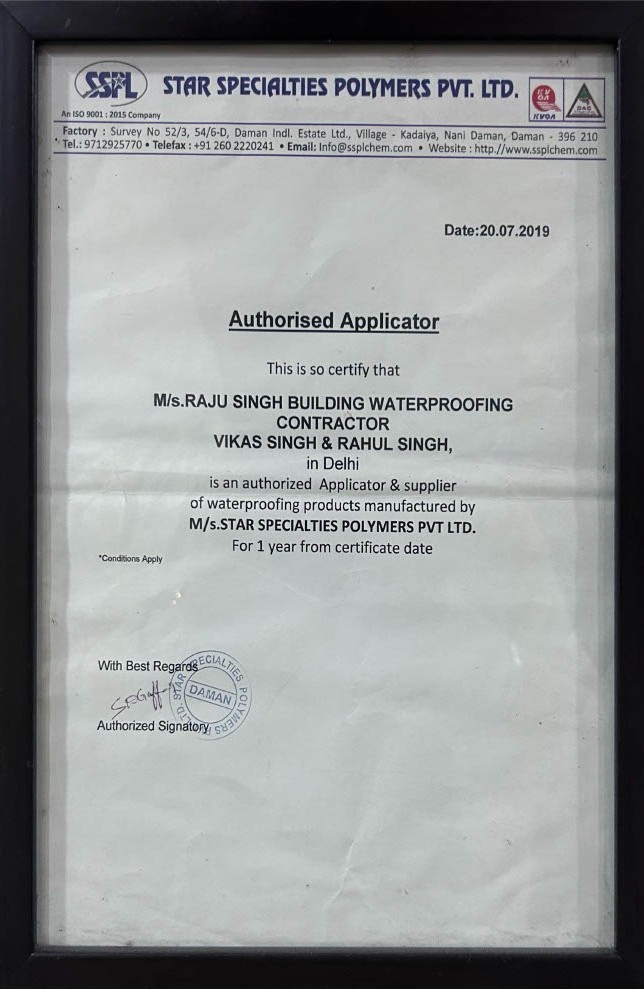 SSPL
STAR SPECIALTIES POLYMERS PVT. LTD.
An ISO 9001 : 2015 Company
KVQA
Factory : Survey No 52/3, 54/6-D, Daman Indl. Estate Ltd., Village - Kadaiya, Nani Daman, Daman - 396 210
Tel.: 9712925770 • Telefax : +91 260 2220241 • Email: Info@ssplchem.com • Website : http.//www.ssplchem.com
Date:20.07.2019
Authorised Applicator
This is so certify that
M/s.RAJU SINGH BUILDING WATERPROOFING
CONTRACTOR
VIKAS SINGH & RAHUL SINGH,
in Delhi
is an authorized Applicator & supplier
of waterproofing products manufactured by
M/s.STAR SPECIALTIES POLYMERS PVT LTD.
For 1 year from certificate date
*Conditions Apply
With Best Regards
STAR SPECIALTIES POLYMERS P. LTD.
DAMAN
Authorized Signatory